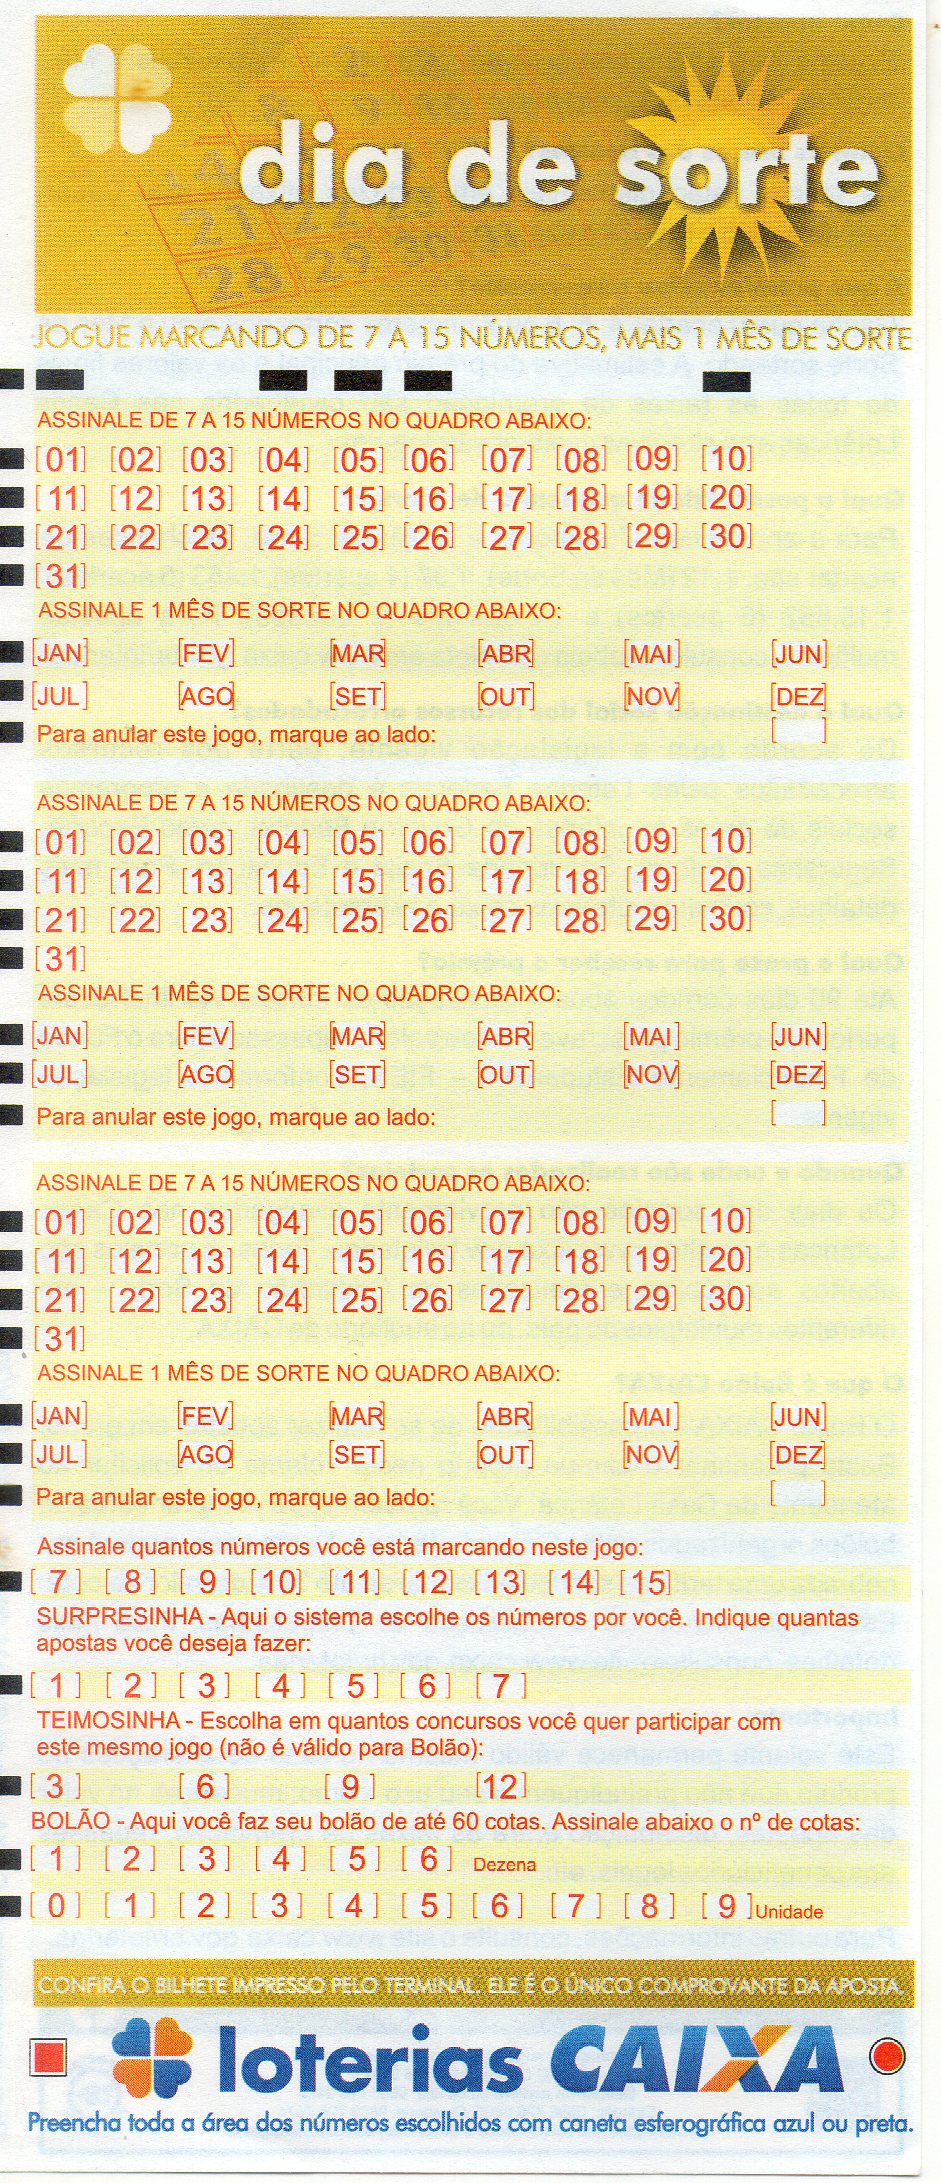 dia de sorte
JOGUE MARCANDO DE 7 A 15 NÚMEROS, MAIS 1 MÊS DE SORTE
ASSINALE DE 7 A 15 NÚMEROS NO QUADRO ABAIXO:
[01] [02] [03] [04] [05] [06] [07] [08] [09] [10]
[11] [12] [13] [14] [15] [16] [17] [18] [19] [20]
[21] [22] [23] [24] [25] [26] [27] [28] [29] [30]
[31]
ASSINALE 1 MÊS DE SORTE NO QUADRO ABAIXO:
[JAN] [FEV] [MAR] [ABR] [MAI] [JUN]
[JUL] [AGO] [SET] [OUT] [NOV] [DEZ]
Para anular este jogo, marque ao lado: [ ]
ASSINALE DE 7 A 15 NÚMEROS NO QUADRO ABAIXO:
[01] [02] [03] [04] [05] [06] [07] [08] [09] [10]
[11] [12] [13] [14] [15] [16] [17] [18] [19] [20]
[21] [22] [23] [24] [25] [26] [27] [28] [29] [30]
[31]
ASSINALE 1 MÊS DE SORTE NO QUADRO ABAIXO:
[JAN] [FEV] [MAR] [ABR] [MAI] [JUN]
[JUL] [AGO] [SET] [OUT] [NOV] [DEZ]
Para anular este jogo, marque ao lado: [ ]
ASSINALE DE 7 A 15 NÚMEROS NO QUADRO ABAIXO:
[01] [02] [03] [04] [05] [06] [07] [08] [09] [10]
[11] [12] [13] [14] [15] [16] [17] [18] [19] [20]
[21] [22] [23] [24] [25] [26] [27] [28] [29] [30]
[31]
ASSINALE 1 MÊS DE SORTE NO QUADRO ABAIXO:
[JAN] [FEV] [MAR] [ABR] [MAI] [JUN]
[JUL] [AGO] [SET] [OUT] [NOV] [DEZ]
Para anular este jogo, marque ao lado: [ ]
Assinale quantos números você está marcando neste jogo:
[ 7 ] [ 8 ] [ 9 ] [10] [11] [12] [13] [14] [15]
SURPRESINHA - Aqui o sistema escolhe os números por você. Indique quantas
apostas você deseja fazer:
[ 1 ] [ 2 ] [ 3 ] [ 4 ] [ 5 ] [ 6 ] [ 7 ]
TEIMOSINHA - Escolha em quantos concursos você quer participar com
este mesmo jogo (não é válido para Bolão):
[ 3 ] [ 6 ] [ 9 ] [12]
BOLÃO - Aqui você faz seu bolão de até 60 cotas. Assinale abaixo o nº de cotas:
[ 1 ] [ 2 ] [ 3 ] [ 4 ] [ 5 ] [ 6 ] Dezena
[ 0 ] [ 1 ] [ 2 ] [ 3 ] [ 4 ] [ 5 ] [ 6 ] [ 7 ] [ 8 ] [ 9 ] Unidade
CONFIRA O BILHETE IMPRESSO PELO TERMINAL. ELE É O ÚNICO COMPROVANTE DA APOSTA.
loterias CAIXA
Preencha toda a área dos números escolhidos com caneta esferográfica azul ou preta.